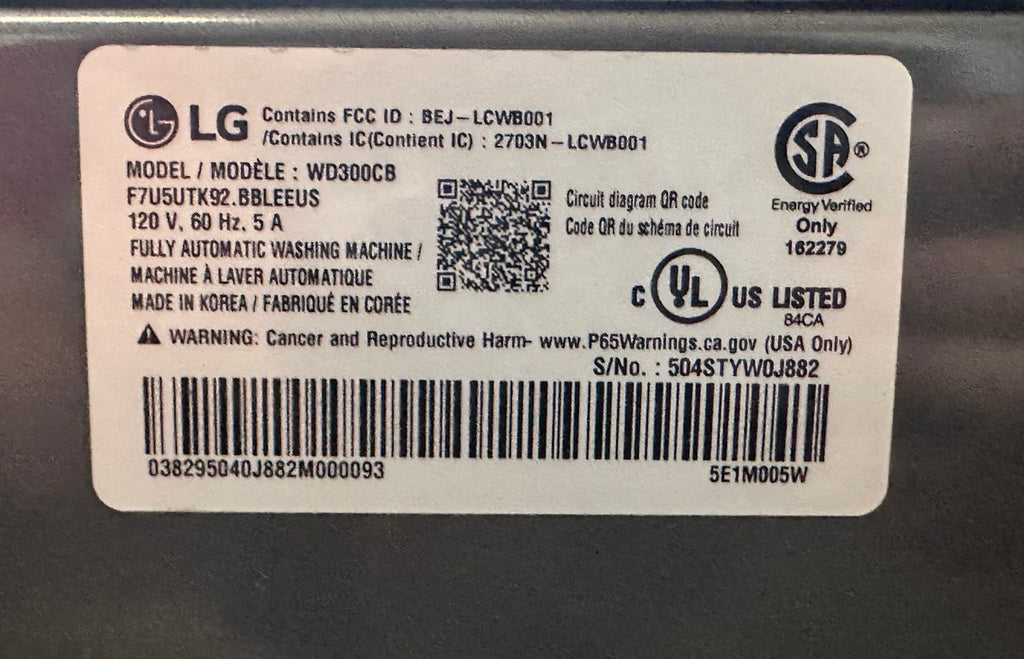 LG Contains FCC ID : BEJ-LCWB001
/Contains IC(Contient IC) : 2703N-LCWB001
MODEL / MODÈLE : WD300CB
F7U5UTK92.BBLEEUS
120 V, 60 Hz, 5 A
FULLY AUTOMATIC WASHING MACHINE /
MACHINE À LAVER AUTOMATIQUE
MADE IN KOREA / FABRIQUÉ EN CORÉE
Circuit diagram QR code
Code QR du schéma de circuit
SA®
Energy Verified
Only
162279
C UL US LISTED
84CA
WARNING: Cancer and Reproductive Harm- www.P65Warnings.ca.gov (USA Only)
S/No. : 504STYW0J882
038295040J882M000093
5E1M005W